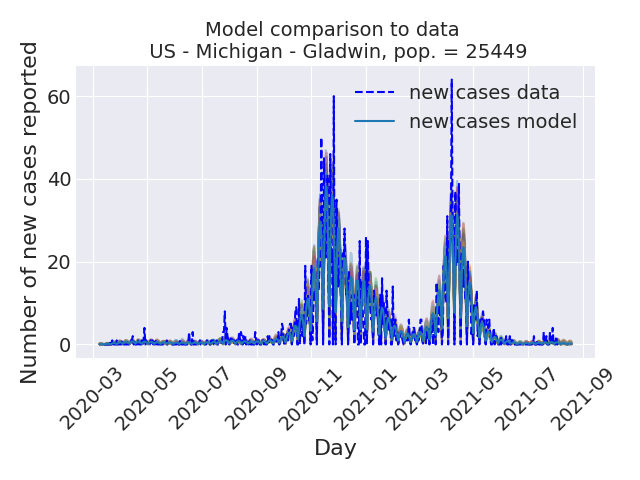 Model comparison to data
US - Michigan - Gladwin, pop. = 25449
Number of new cases reported
60
40
20
0
new cases data
new cases model
2020-03
2020-05
2020-07
2020-09
2020-11
2021-01
2021-03
2021-05
2021-07
2021-09
Day